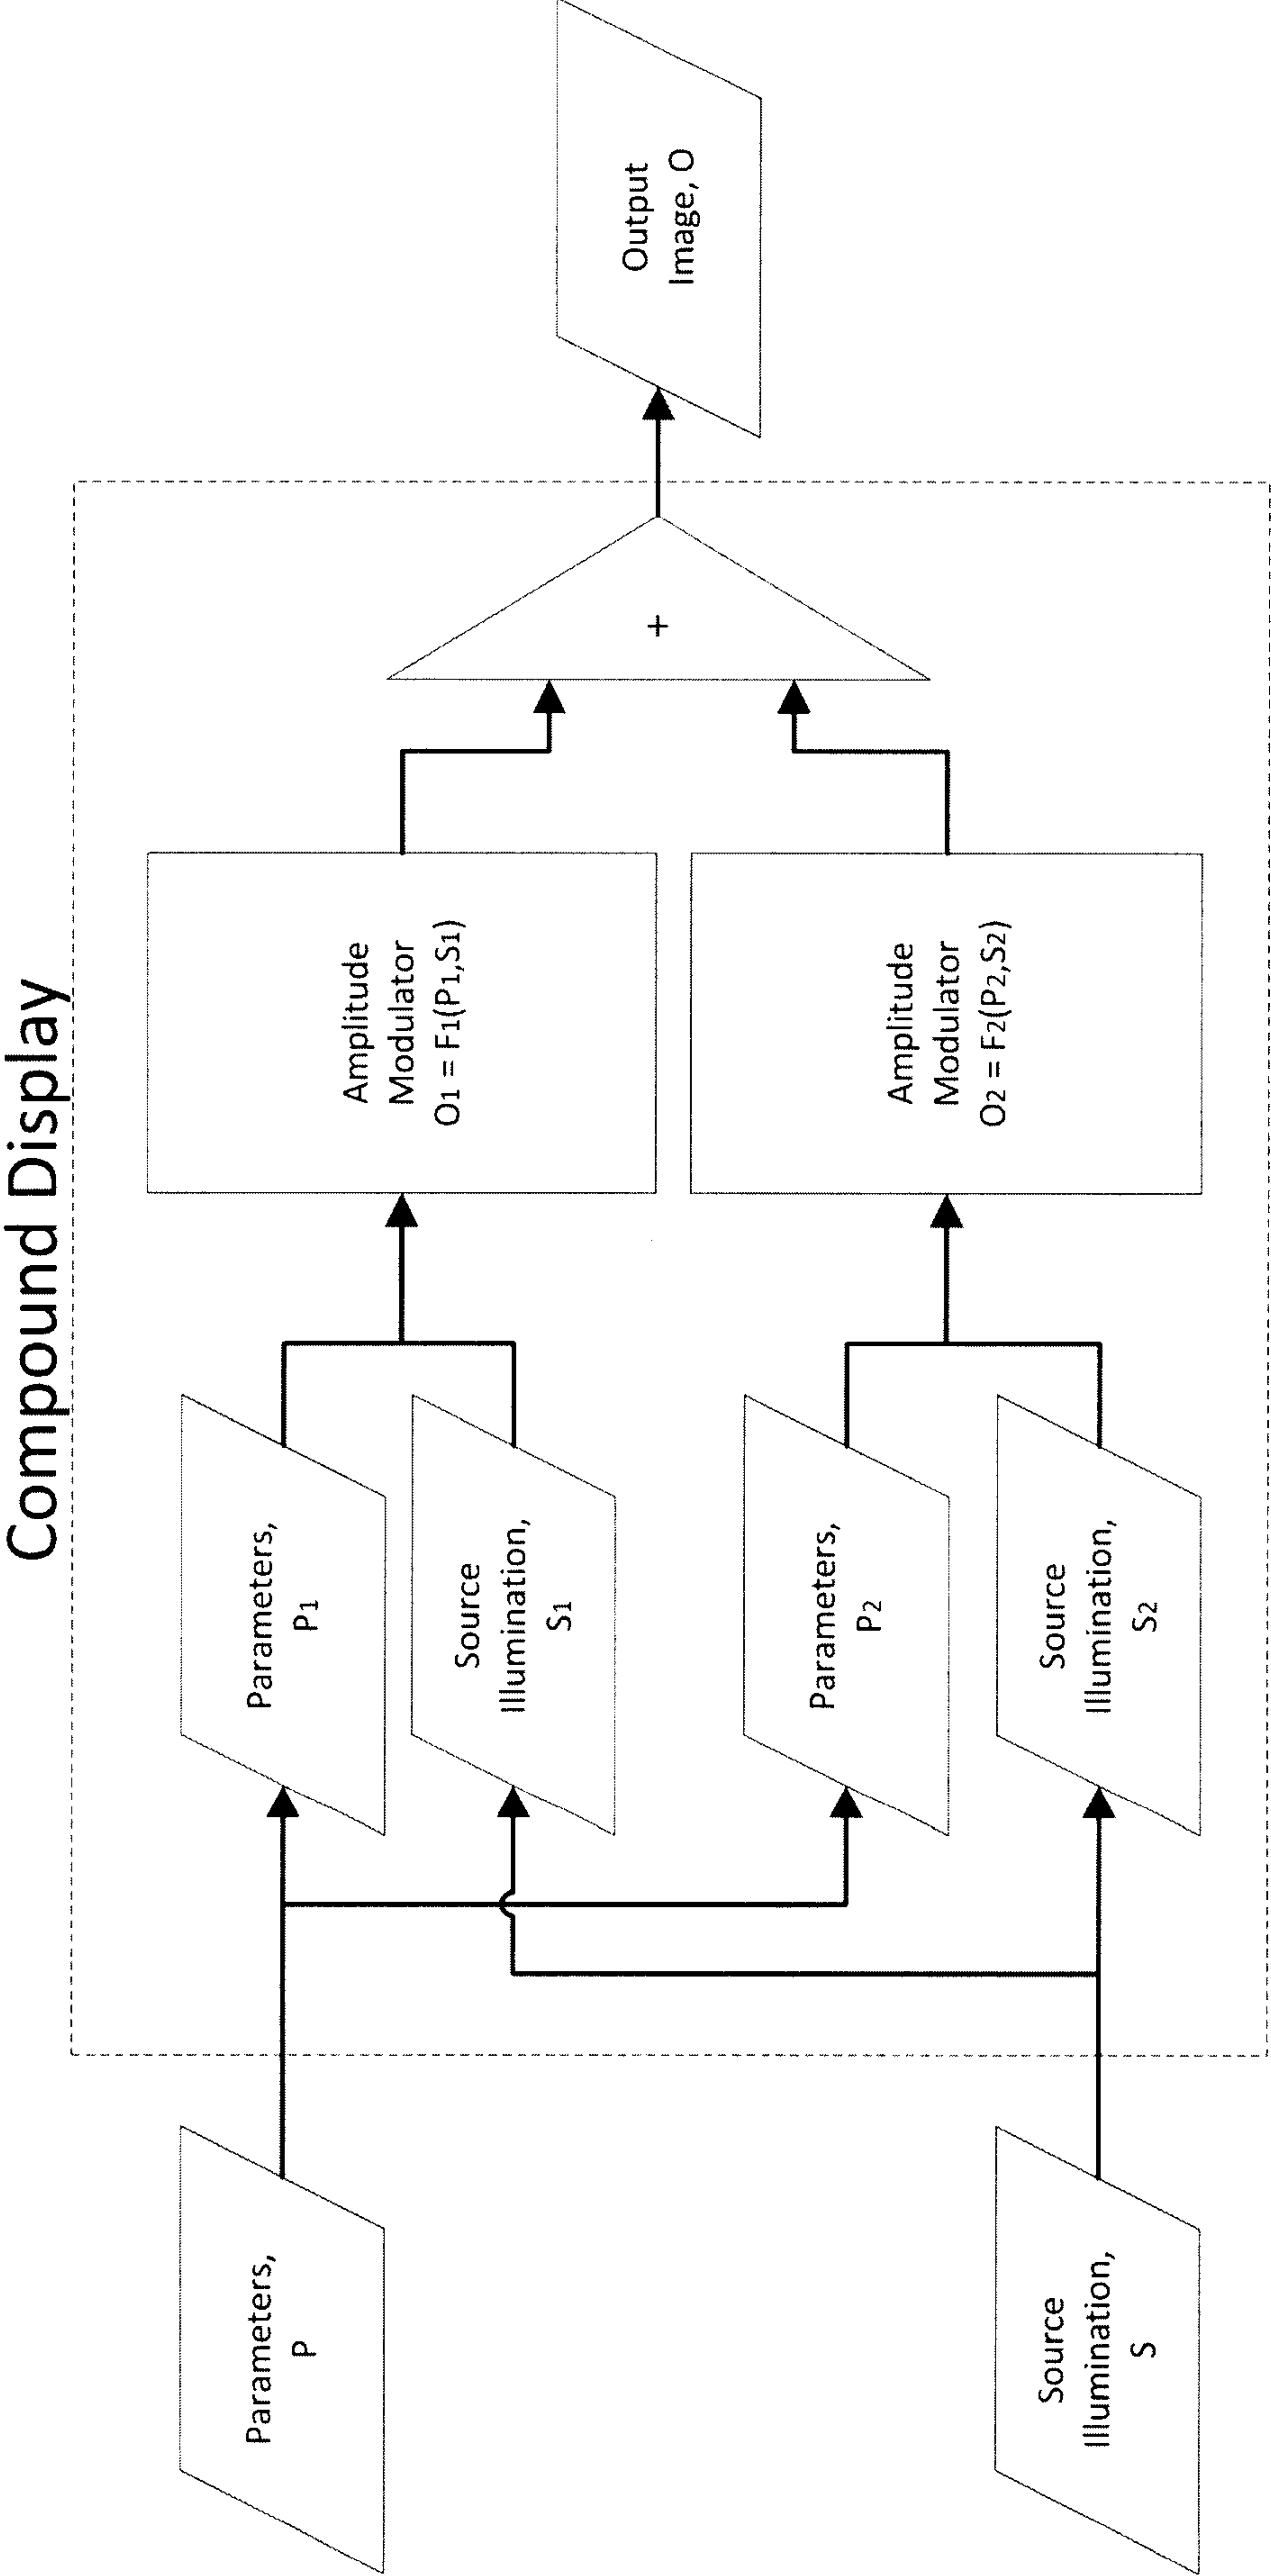 Compound Display
Parameters,
P
Source
Illumination,
S
Parameters,
P1
Source
Illumination,
S1
Parameters,
P2
Source
Illumination,
S2
Amplitude
Modulator
O1 = F1(P1,S1)
Amplitude
Modulator
O2 = F2(P2,S2)
+
Output
Image, O